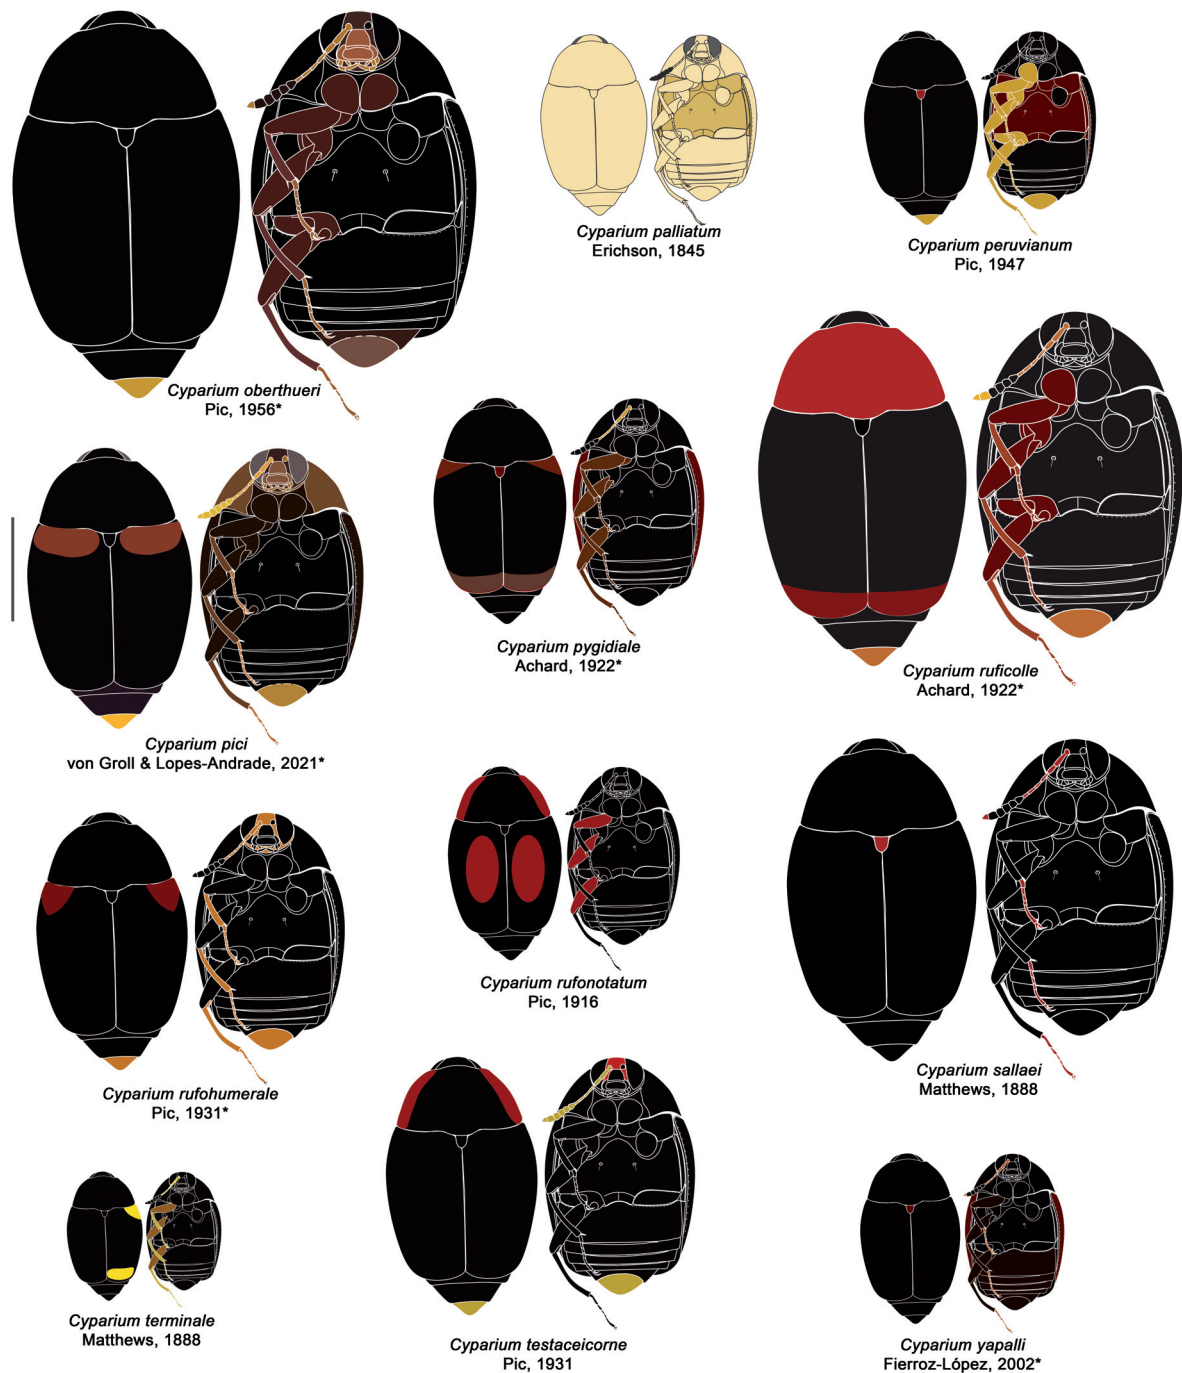 Cyparium palliatum
Erichson, 1845
Cyparium peruvianum
Pic, 1947
Cyparium oberthueri
Pic, 1956*
Cyparium pygidiale
Achard, 1922*
Cyparium ruficolle
Achard, 1922*
Cyparium pici
von Groll & Lopes-Andrade, 2021*
Cyparium rufonotatum
Pic, 1916
Cyparium sallaei
Matthews, 1888
Cyparium rufohumerale
Pic, 1931*
Cyparium terminale
Matthews, 1888
Cyparium testaceicorne
Pic, 1931
Cyparium yapalli
Fierroz-López, 2002*